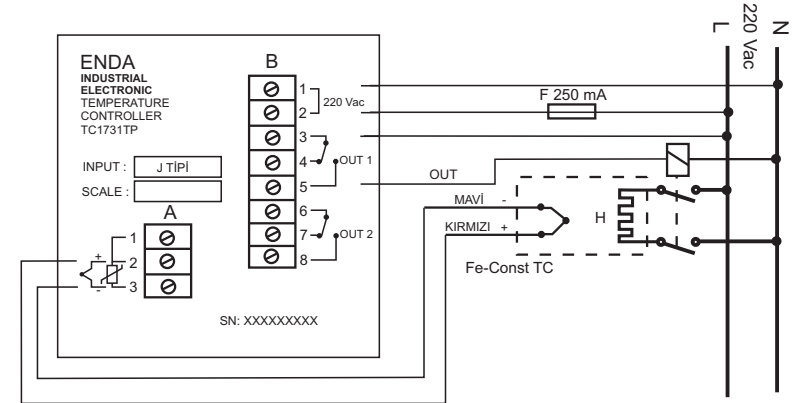 ENDA
INDUSTRIAL
ELECTRONIC
TEMPERATURE
CONTROLLER
TC1731TP
INPUT : J TİPİ
SCALE :
A
1
+ 2
- 3
B
1
2
220 Vac
3
4 OUT 1
5
6
7 OUT 2
8
SN: XXXXXXXXX
F 250 mA
OUT
MAVİ -
KIRMIZI +
H
Fe-Const TC
L
220 Vac
N